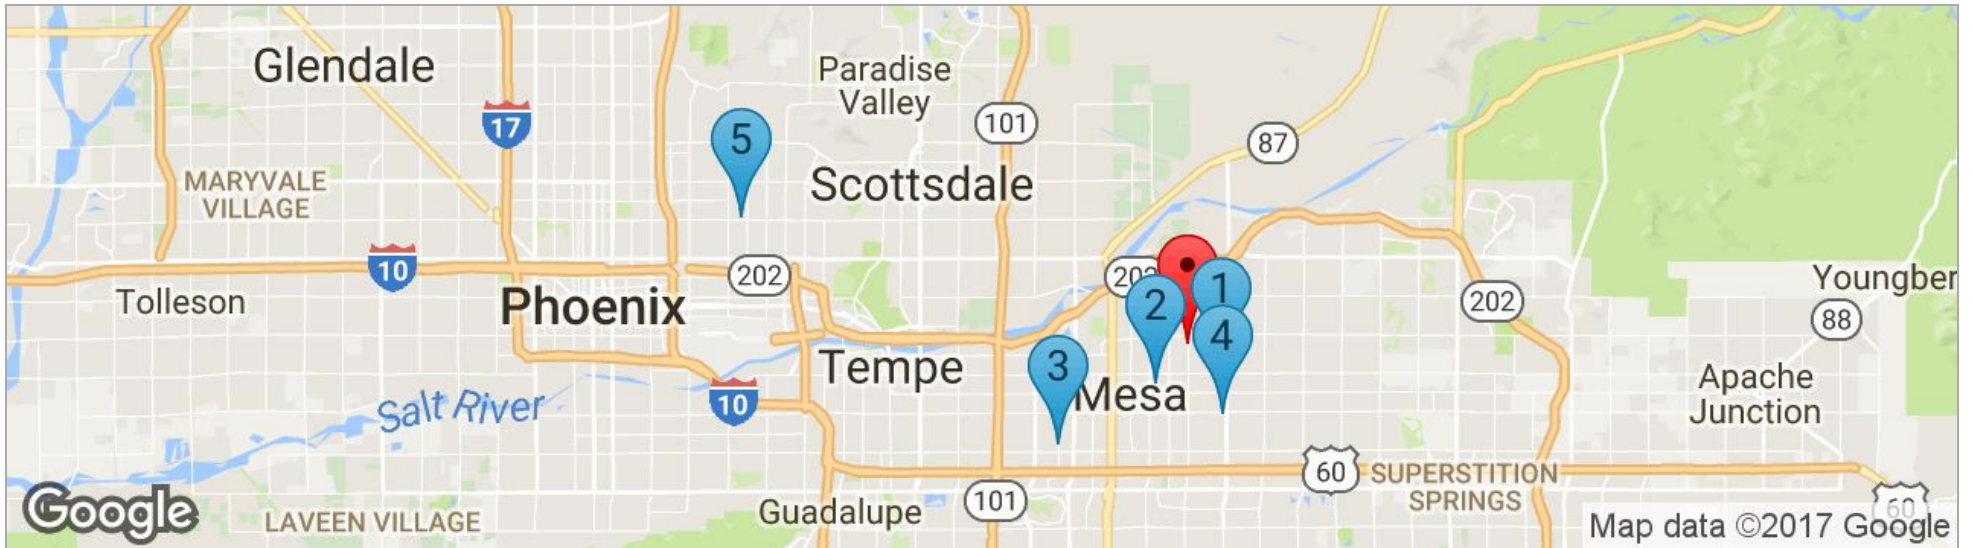 Glendale
Paradise
Valley
17
101
5
87
MARYVALE
VILLAGE
Scottsdale
10
202
202
1
Youngber
Tolleson
Phoenix
2
202
88
4
3
Tempe
Mesa
Apache
Junction
10
Salt River
60
SUPERSTITION
SPRINGS
101
60
Google
LAVEEN VILLAGE
Guadalupe
Map data ©2017 Google